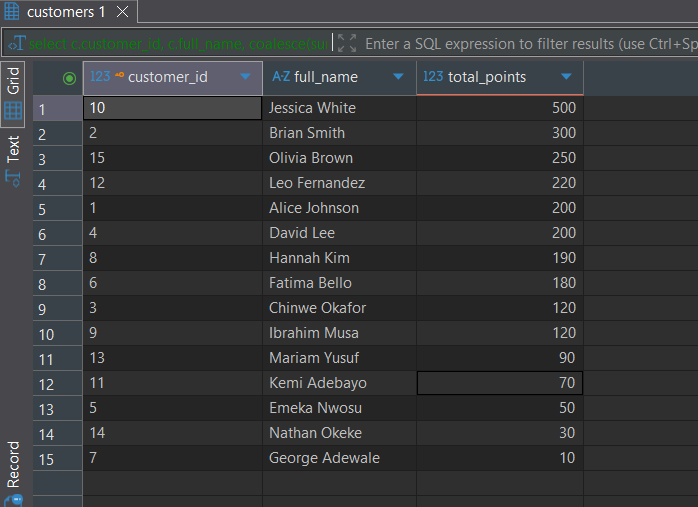 customers 1
select c.customer_id, c.full_name, coalesce(su
Enter a SQL expression to filter results (use Ctrl+Sp
Grid
Text
Record
123 customer_id A-Z full_name 123 total_points
1 10 Jessica White 500
2 2 Brian Smith 300
3 15 Olivia Brown 250
4 12 Leo Fernandez 220
5 1 Alice Johnson 200
6 4 David Lee 200
7 8 Hannah Kim 190
8 6 Fatima Bello 180
9 3 Chinwe Okafor 120
10 9 Ibrahim Musa 120
11 13 Mariam Yusuf 90
12 11 Kemi Adebayo 70
13 5 Emeka Nwosu 50
14 14 Nathan Okeke 30
15 7 George Adewale 10